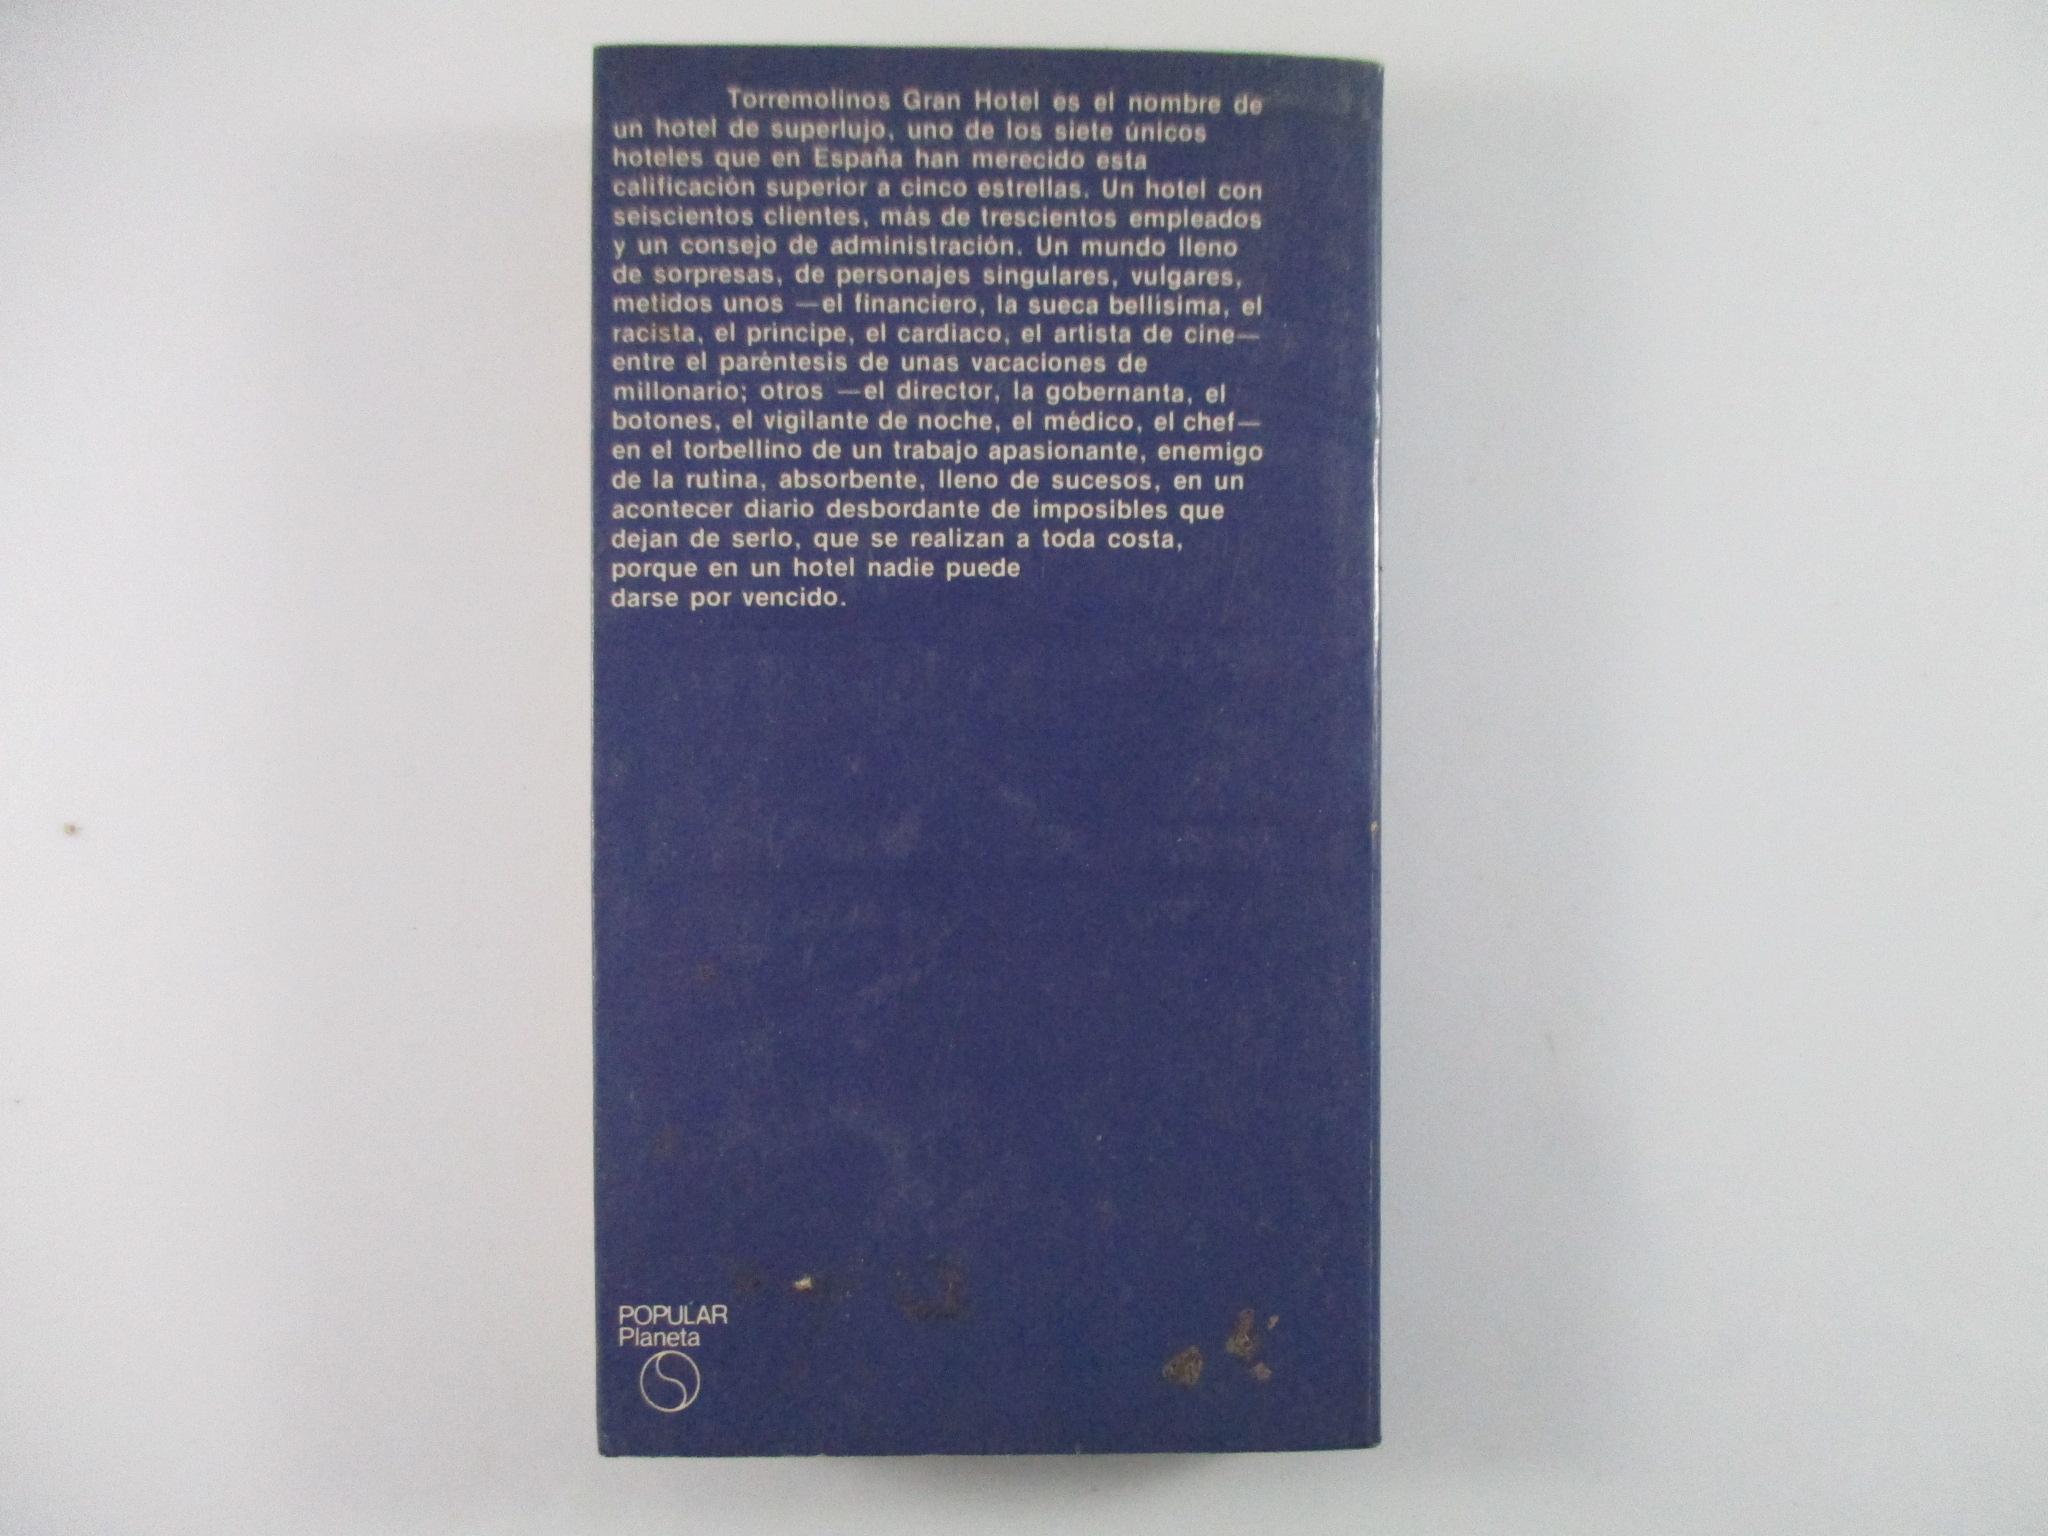 Torremolinos Gran Hotel es el nombre de
un hotel de superlujo, uno de los siete únicos
hoteles que en España han merecido esta
calificación superior a cinco estrellas. Un hotel con
seiscientos clientes, más de trescientos empleados
y un consejo de administración. Un mundo lleno
de sorpresas, de personajes singulares, vulgares,
metidos unos —el financiero, la sueca bellísima, el
racista, el príncipe, el cardiaco, el artista de cine—
entre el paréntesis de unas vacaciones de
millonario; otros —el director, la gobernanta, el
botones, el vigilante de noche, el médico, el chef—
en el torbellino de un trabajo apasionante, enemigo
de la rutina, absorbente, lleno de sucesos, en un
acontecer diario desbordante de imposibles que
dejan de serlo, que se realizan a toda costa,
porque en un hotel nadie puede
darse por vencido.
POPULAR
Planeta